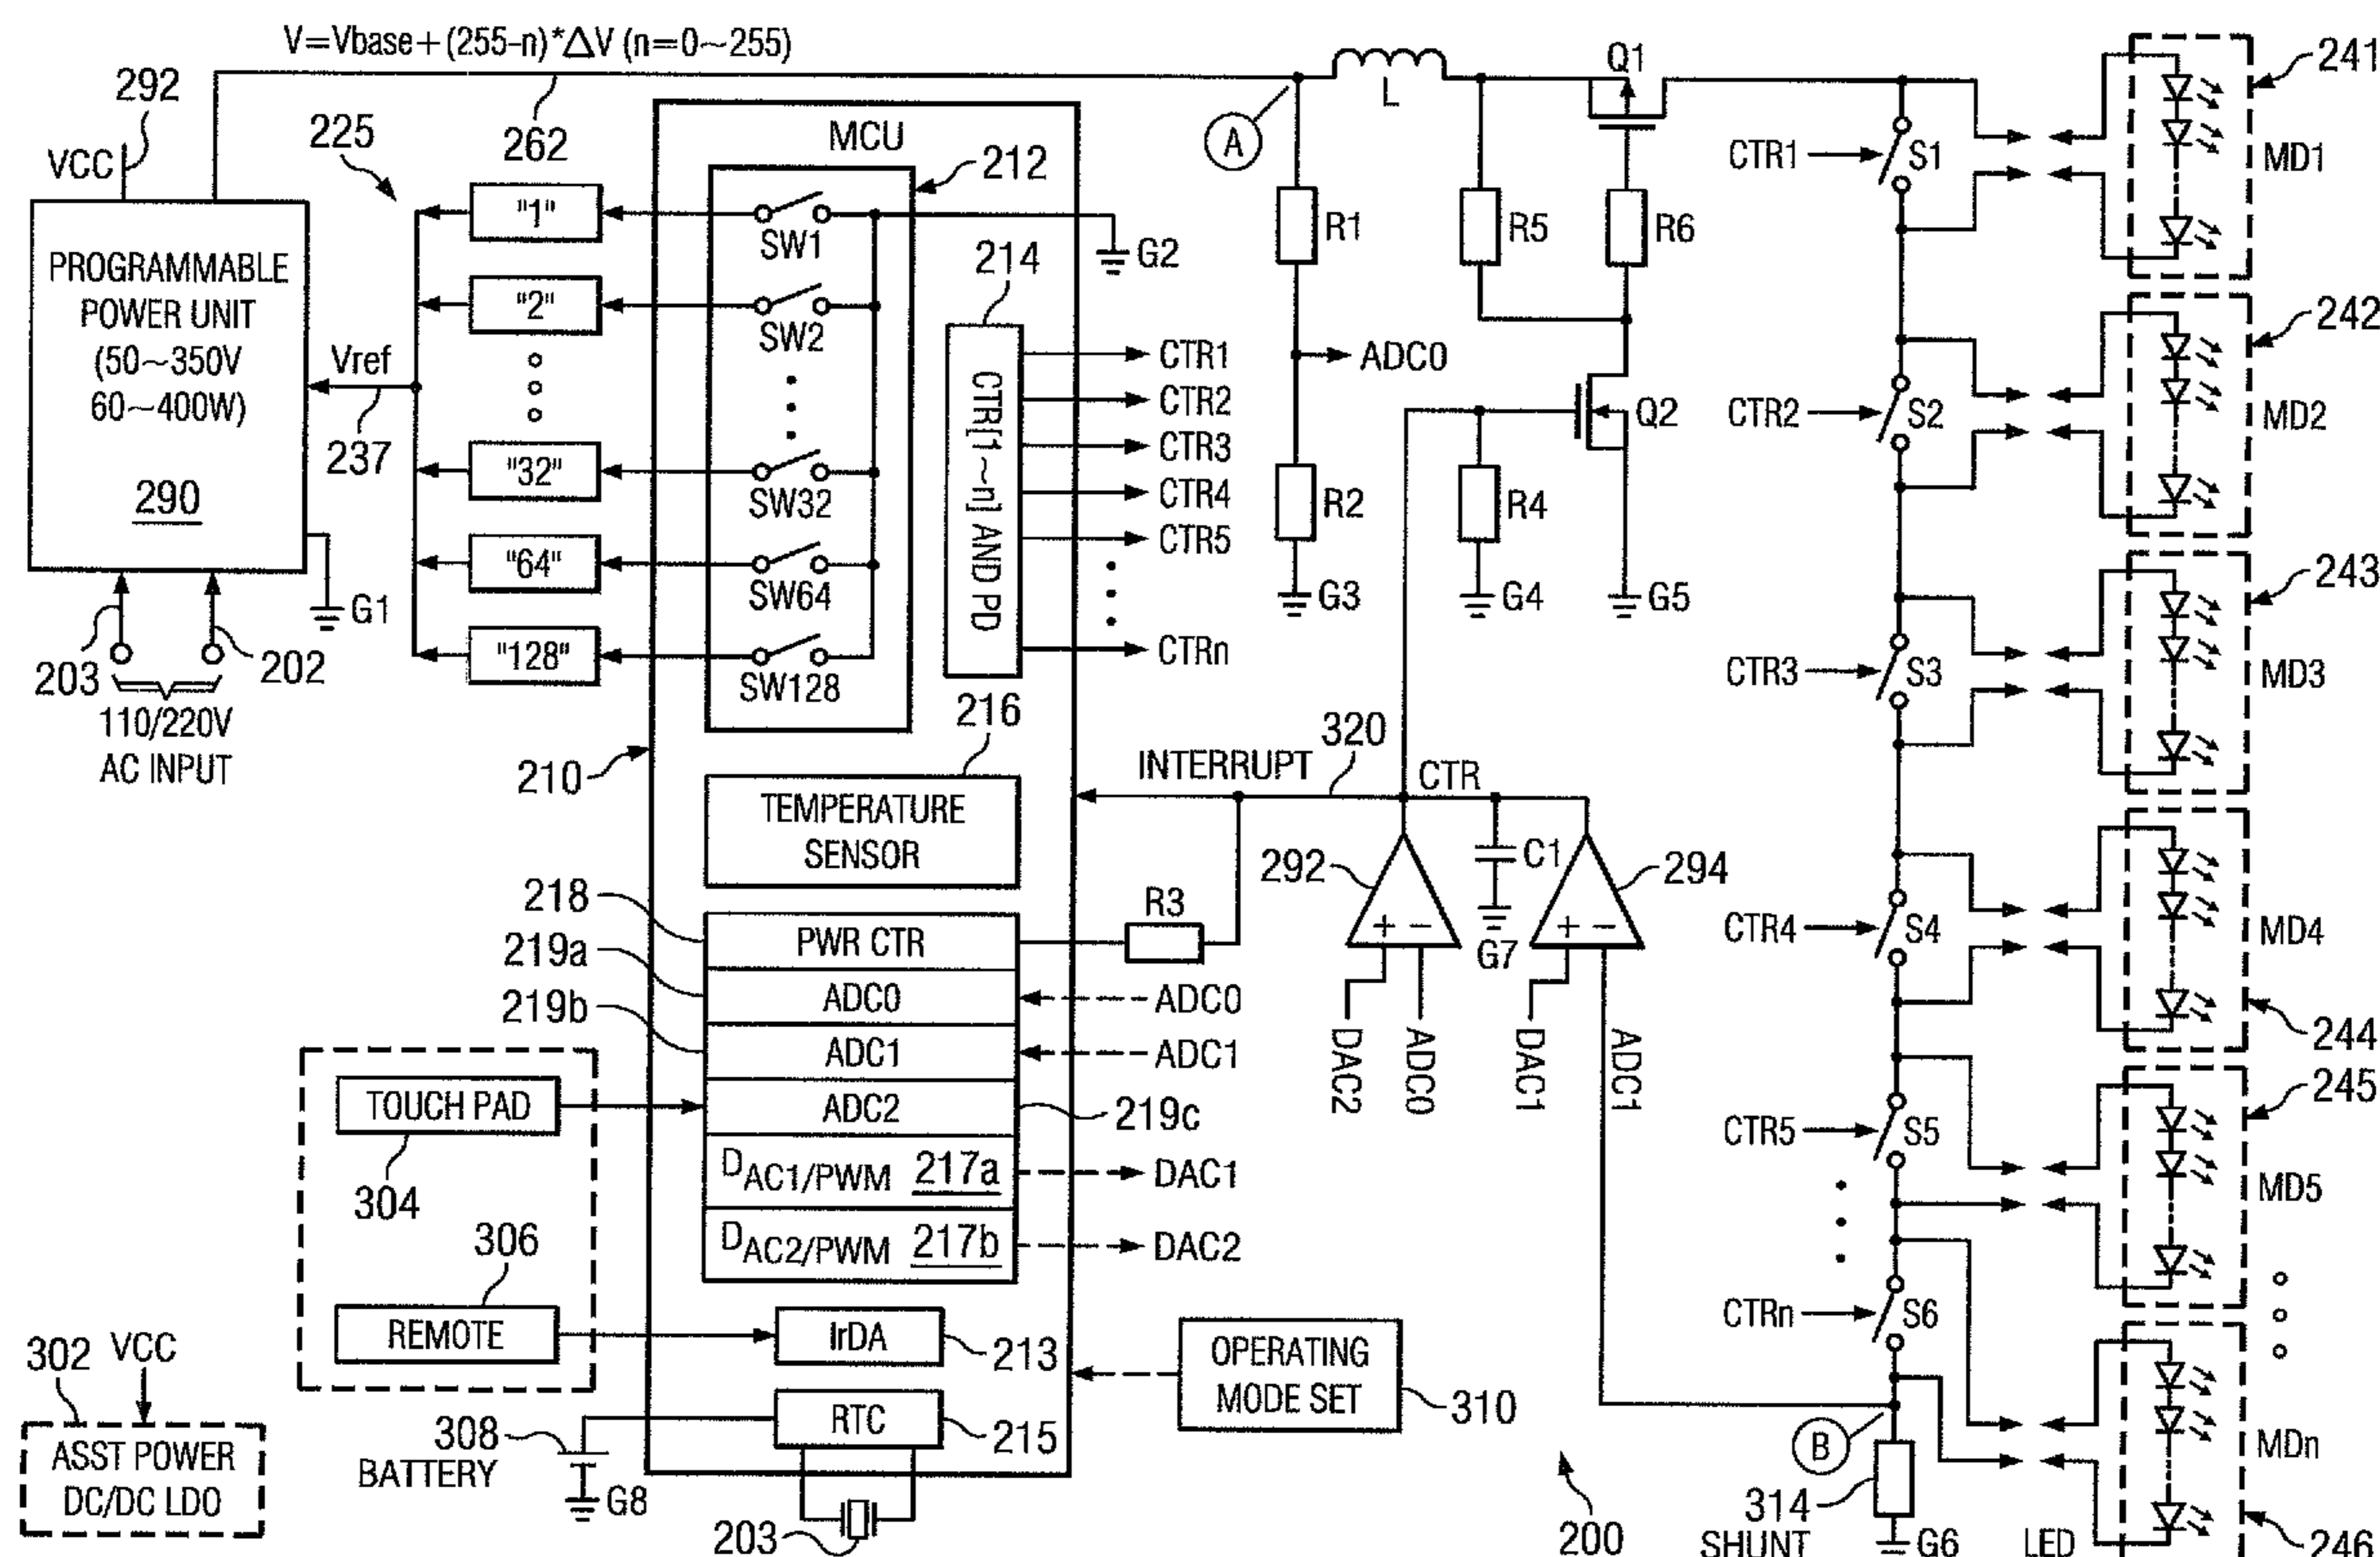 V=Vbase+(255-n)*ΔV (n=0~255)
292
VCC
225
262
PROGRAMMABLE
POWER UNIT
(50~350V
60~400W)
290
Vref
237
G1
203
202
110/220V
AC INPUT
"1"
"2"
"32"
"64"
"128"
MCU
212
SW1
SW2
SW32
SW64
SW128
G2
214
CTR[1~n] AND PD
CTR1
CTR2
CTR3
CTR4
CTR5
CTRn
210
216
TEMPERATURE
SENSOR
218
219a
219b
PWR CTR
ADC0
ADC1
ADC2
219c
DAC1/PWM 217a
DAC2/PWM 217b
ADC0
ADC1
DAC1
DAC2
R3
TOUCH PAD
304
306
REMOTE
IrDA
213
RTC
215
308
BATTERY
G8
203
302
VCC
ASST POWER
DC/DC LDO
OPERATING
MODE SET
310
A
L
Q1
R1
R5
R6
ADC0
Q2
R2
R4
G3
G4
G5
INTERRUPT
320
CTR
292
+ −
C1
G7
294
+ −
DAC2
ADC0
DAC1
ADC1
CTR1
S1
CTR2
S2
CTR3
S3
CTR4
S4
CTR5
S5
CTRn
S6
B
314
SHUNT
G6
LED
200
241
MD1
242
MD2
243
MD3
MD4
244
245
MD5
MDn
246